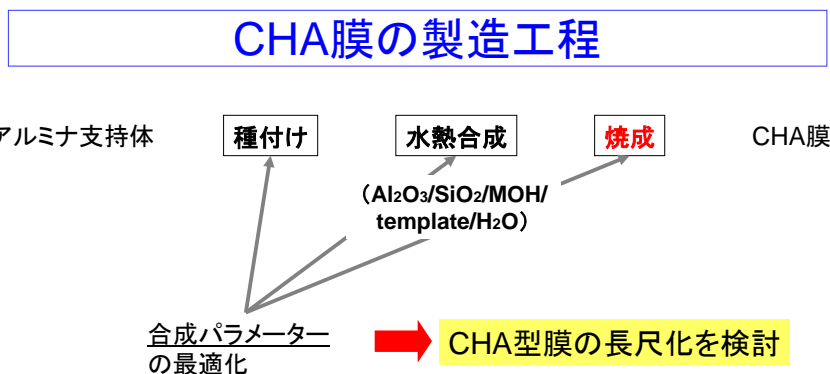 CHA膜の製造工程
アルミナ支持体 種付け 水熱合成 焼成 CHA膜
（Al2O3/SiO2/MOH/
template/H2O）
合成パラメーター
の最適化
CHA型膜の長尺化を検討